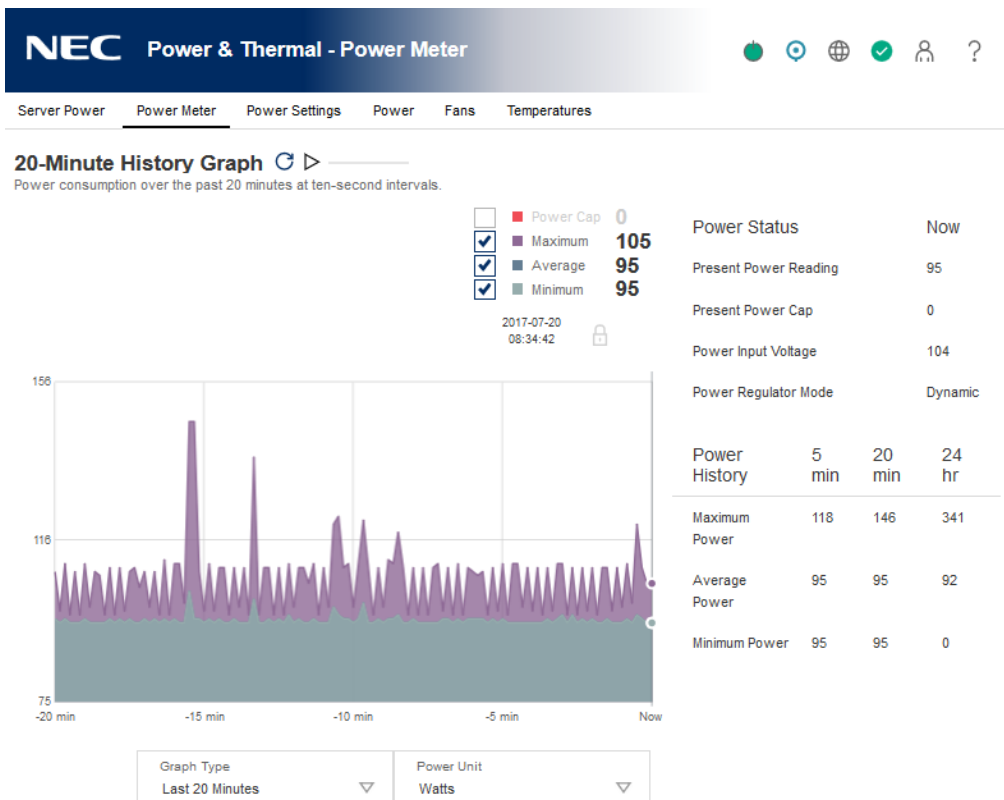 NEC Power & Thermal - Power Meter
Server Power Power Meter Power Settings Power Fans Temperatures
20-Minute History Graph
Power consumption over the past 20 minutes at ten-second intervals.
Power Cap 0
Maximum 105
Average 95
Minimum 95
2017-07-20
08:34:42
156
116
75
-20 min -15 min -10 min -5 min Now
Graph Type
Last 20 Minutes
Power Unit
Watts
Power Status Now
Present Power Reading 95
Present Power Cap 0
Power Input Voltage 104
Power Regulator Mode Dynamic
Power History 5 min 20 min 24 hr
Maximum Power 118 146 341
Average Power 95 95 92
Minimum Power 95 95 0